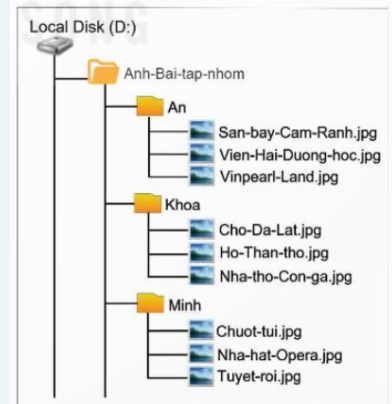 SONG
Local Disk (D:)
Anh-Bai-tap-nhom
An
San-bay-Cam-Ranh.jpg
Vien-Hai-Duong-hoc.jpg
Vinpearl-Land.jpg
Khoa
Cho-Da-Lat.jpg
Ho-Than-tho.jpg
Nha-tho-Con-ga.jpg
Minh
Chuot-tui.jpg
Nha-hat-Opera.jpg
Tuyet-roi.jpg